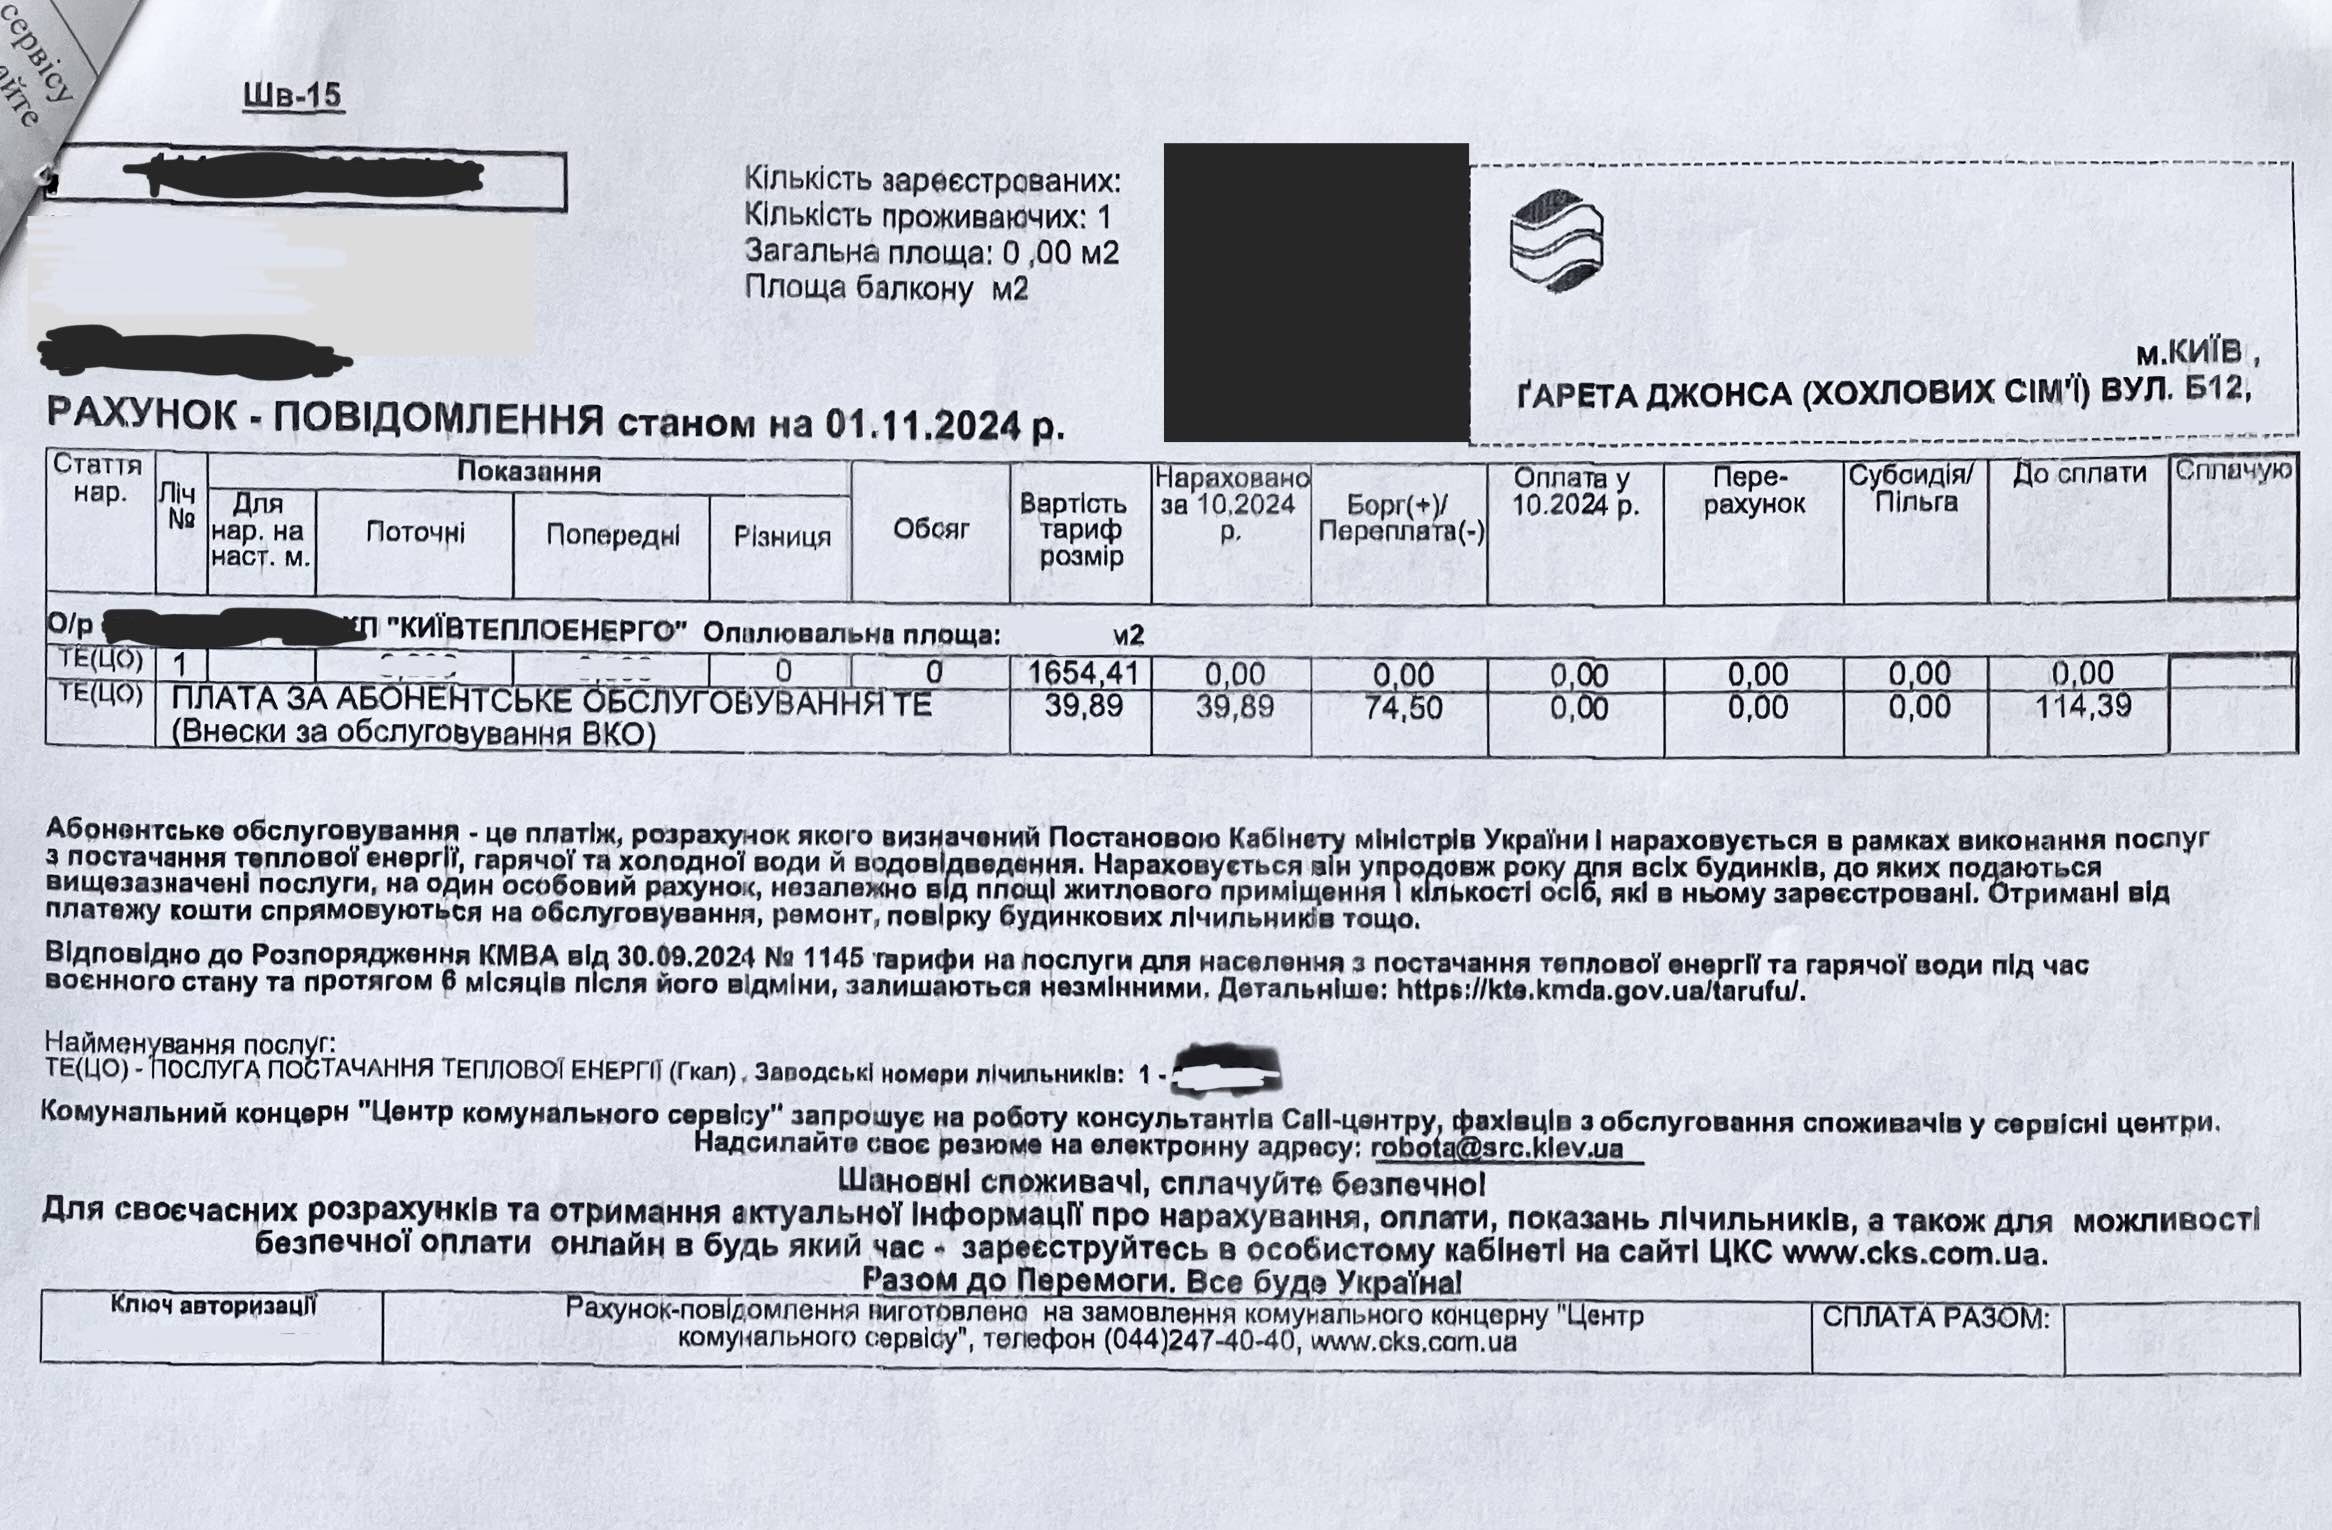 сервісу
айте
Шв-15
Кількість зареєстрованих:
Кількість проживаючих: 1
Загальна площа: 0 ,00 м2
Площа балкону м2
м.КИЇВ ,
ҐАРЕТА ДЖОНСА (ХОХЛОВИХ СІМ'Ї) ВУЛ. Б12,
РАХУНОК - ПОВІДОМЛЕННЯ станом на 01.11.2024 р.
Стаття нар.
Ліч №
Показання
Для нар. на наст. м.
Поточні
Попередні
Різниця
Обсяг
Вартість тариф розмір
Нараховано за 10.2024 р.
Борг(+)/ Переплата(-)
Оплата у 10.2024 р.
Пере- рахунок
Субсидія/ Пільга
До сплати
Сплачую
О/р КП "КИЇВТЕПЛОЕНЕРГО" Опалювальна площа: м2
ТЕ(ЦО) 1 0 0 1654,41 0,00 0,00 0,00 0,00 0,00 0,00
ТЕ(ЦО) ПЛАТА ЗА АБОНЕНТСЬКЕ ОБСЛУГОВУВАННЯ ТЕ 39,89 39,89 74,50 0,00 0,00 0,00 114,39
(Внески за обслуговування ВКО)
Абонентське обслуговування - це платіж, розрахунок якого визначений Постановою Кабінету міністрів України і нараховується в рамках виконання послуг
з постачання теплової енергії, гарячої та холодної води й водовідведення. Нараховується він упродовж року для всіх будинків, до яких подаються
вищезазначені послуги, на один особовий рахунок, незалежно від площі житлового приміщення і кількості осіб, які в ньому зареєстровані. Отримані від
платежу кошти спрямовуються на обслуговування, ремонт, повірку будинкових лічильників тощо.
Відповідно до Розпорядження КМВА від 30.09.2024 № 1145 тарифи на послуги для населення з постачання теплової енергії та гарячої води під час
воєнного стану та протягом 6 місяців після його відміни, залишаються незмінними. Детальніше: https://kte.kmda.gov.ua/tarufu/.
Найменування послуг:
ТЕ(ЦО) - ПОСЛУГА ПОСТАЧАННЯ ТЕПЛОВОЇ ЕНЕРГІЇ (Гкал) , Заводські номери лічильників: 1 -
Комунальний концерн "Центр комунального сервісу" запрошує на роботу консультантів Call-центру, фахівців з обслуговання споживачів у сервісні центри.
Надсилайте своє резюме на електронну адресу: robota@src.kiev.ua
Шановні споживачі, сплачуйте безпечно!
Для своєчасних розрахунків та отримання актуальної інформації про нарахування, оплати, показань лічильників, а також для можливості
безпечної оплати онлайн в будь який час - зареєструйтесь в особистому кабінеті на сайті ЦКС www.cks.com.ua.
Разом до Перемоги. Все буде Україна!
Ключ авторизації
Рахунок-повідомлення виготовлено на замовлення комунального концерну "Центр
комунального сервісу", телефон (044)247-40-40, www.cks.com.ua
СПЛАТА РАЗОМ: